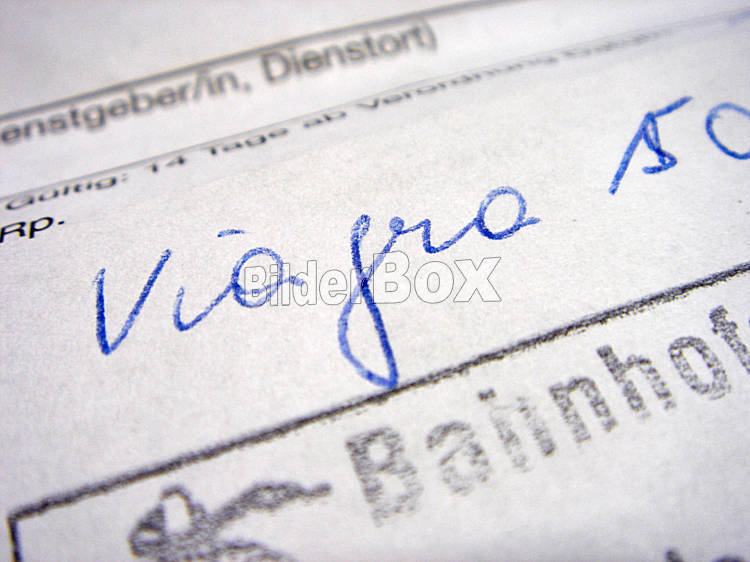 enstgeber/in, Dienstort)
Gültig: 14 Tage ab Verordnung
Rp.
Viagra 50
BilderBOX
Bahnhof